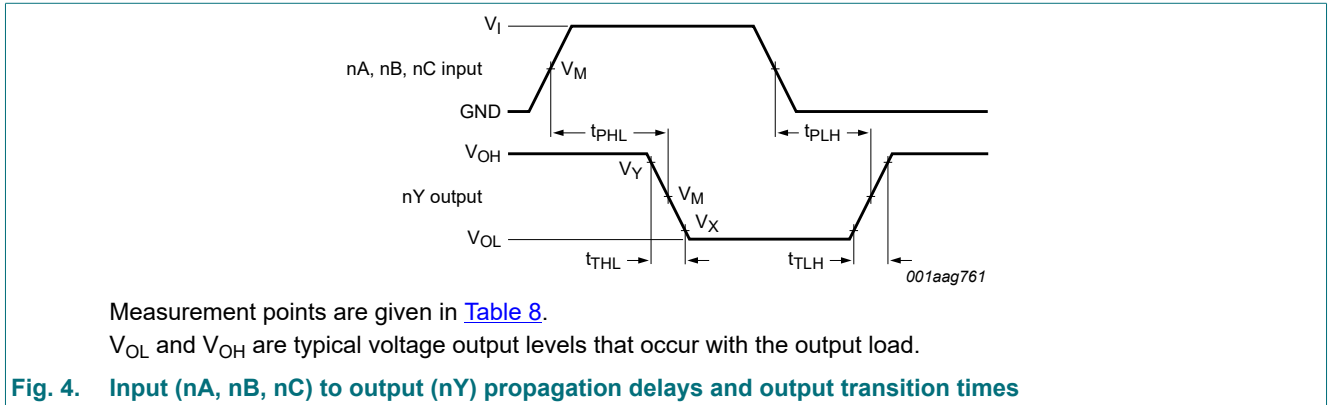 V_I
nA, nB, nC input
V_M
GND
t_PHL
t_PLH
V_OH
V_Y
nY output
V_M
V_X
V_OL
t_THL
t_TLH
001aag761
Measurement points are given in Table 8.
V_OL and V_OH are typical voltage output levels that occur with the output load.
Fig. 4. Input (nA, nB, nC) to output (nY) propagation delays and output transition times